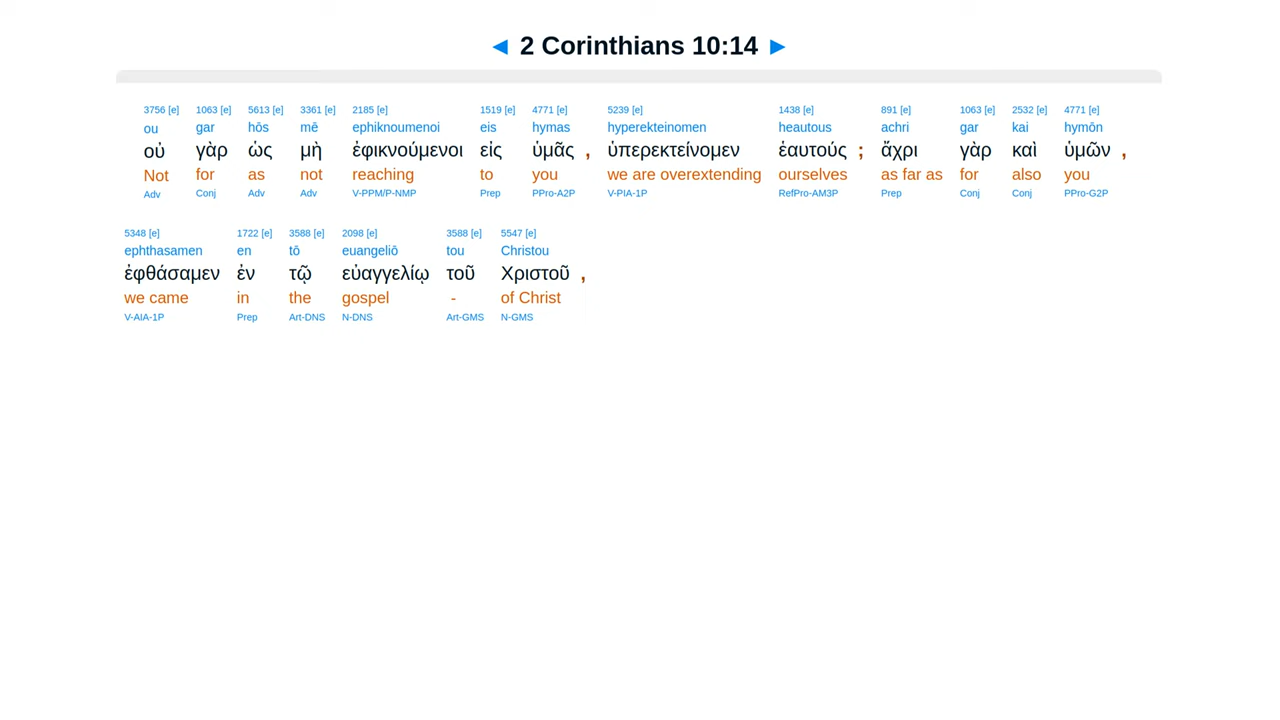 ◄ 2 Corinthians 10:14 ►
3756 [e] 1063 [e] 5613 [e] 3361 [e] 2185 [e] 1519 [e] 4771 [e] 5239 [e] 1438 [e] 891 [e] 1063 [e] 2532 [e] 4771 [e]
ou gar hōs mē ephiknoumenoi eis hymas hyperekteinomen heautous achri gar kai hymōn
οὐ γὰρ ὡς μὴ ἐφικνούμενοι εἰς ὑμᾶς , ὑπερεκτείνομεν ἑαυτούς ; ἄχρι γὰρ καὶ ὑμῶν ,
Not for as not reaching to you we are overextending ourselves as far as for also you
Adv Conj Adv Adv V-PPM/P-NMP Prep PPro-A2P V-PIA-1P RefPro-AM3P Prep Conj Conj PPro-G2P
5348 [e] 1722 [e] 3588 [e] 2098 [e] 3588 [e] 5547 [e]
ephthasamen en tō euangeliō tou Christou
ἐφθάσαμεν ἐν τῷ εὐαγγελίῳ τοῦ Χριστοῦ ,
we came in the gospel - of Christ
V-AIA-1P Prep Art-DNS N-DNS Art-GMS N-GMS